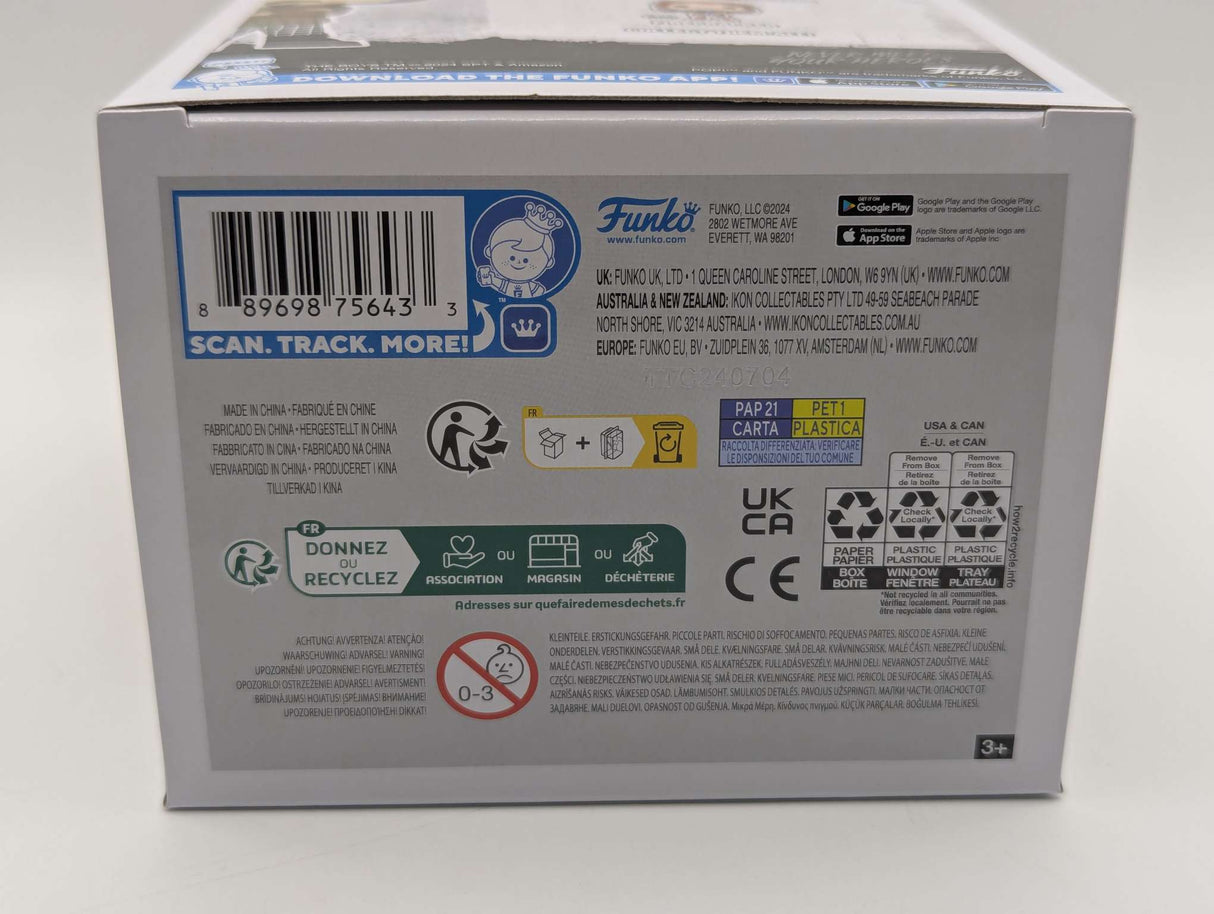 THE BOYS TM
All Rights Reserved.
DOWNLOAD THE FUNKO APP!
Funko
8 89698 75643 3
SCAN. TRACK. MORE!
TM
Funko
www.funko.com
FUNKO, LLC ©2024
2802 WETMORE AVE
EVERETT, WA 98201
GET IT ON
Google Play
Google Play and the Google Play
logo are trademarks of Google LLC.
Download on the
App Store
Apple Store and Apple logo are
trademarks of Apple Inc
UK: FUNKO UK, LTD • 1 QUEEN CAROLINE STREET, LONDON, W6 9YN (UK) • WWW.FUNKO.COM
AUSTRALIA & NEW ZEALAND: IKON COLLECTABLES PTY LTD 49-59 SEABEACH PARADE
NORTH SHORE, VIC 3214 AUSTRALIA • WWW.IKONCOLLECTABLES.COM.AU
EUROPE: FUNKO EU, BV • ZUIDPLEIN 36, 1077 XV, AMSTERDAM (NL) • WWW.FUNKO.COM
TTG240704
MADE IN CHINA • FABRIQUÉ EN CHINE
FABRICADO EN CHINA • HERGESTELLT IN CHINA
FABBRICATO IN CINA • FABRICADO NA CHINA
VERVAARDIGD IN CHINA • PRODUCERET I KINA
TILLVERKAD I KINA
FR
PAP 21 PET 1
CARTA PLASTICA
RACCOLTA DIFFERENZIATA. VERIFICARE
LE DISPOSIZIONI DEL TUO COMUNE
USA & CAN
É.-U. et CAN
Remove From Box
Retirez de la boîte
Remove From Box
Retirez de la boîte
Check Locally*
Check Locally*
PAPER PAPIER
PLASTIC PLASTIQUE
PLASTIC PLASTIQUE
BOX BOÎTE
WINDOW FENÊTRE
TRAY PLATEAU
how2recycle.info
*Not recycled in all communities.
Vérifiez localement. Pourrait ne pas
être recyclable dans votre région.
UK
CA
CE
FR
DONNEZ
OU
RECYCLEZ
ASSOCIATION OU MAGASIN OU DÉCHÈTERIE
Adresses sur quefairedemesdechets.fr
ACHTUNG! AVVERTENZA! ATENÇÃO!
WAARSCHUWING! ADVARSEL! VARNING!
UPOZORNĚNÍ! UPOZORNENIE! FIGYELMEZTETÉS!
OPOZORILO! OSTRZEŻENIE! ADVARSEL! AVERTISMENT!
BRĪDINĀJUMS! HOIATUS! ĮSPĖJIMAS! ВНИМАНИЕ!
UPOZORENJE! ΠΡΟΕΙΔΟΠΟΙΗΣΗ! DİKKAT!
0-3
KLEINTEILE. ERSTICKUNGSGEFAHR. PICCOLE PARTI. RISCHIO DI SOFFOCAMENTO. PEQUENAS PARTES. RISCO DE ASFIXIA. KLEINE
ONDERDELEN. VERSTIKKINGSGEVAAR. SMÅ DELE. KVÆLNINGSFARE. SMÅ DELAR. KVÄVNINGSRISK. MALÉ ČÁSTI. NEBEZPEČÍ UDUŠENÍ.
MALÉ ČASTI. NEBEZPEČENSTVO UDUSENIA. KIS ALKATRÉSZEK. FULLADÁSVESZÉLY. MAJHNI DELI. NEVARNOST ZADUŠITVE. MAŁE
CZĘŚCI. NIEBEZPIECZEŃSTWO UDŁAWIENIA SIĘ. SMÅ DELER. KVELNINGSFARE. PIESE MICI. PERICOL DE SUFOCARE. SĪKAS DETAĻAS.
AIZRĪŠANĀS RISKS. VÄIKESED OSAD. LÄMBUMISOHT. SMULKIOS DETALĖS. PAVOJUS UŽSPRINGTI. МАЛКИ ЧАСТИ. ОПАСНОСТ ОТ
ЗАДАВЯНЕ. MALI DIJELOVI. OPASNOST OD GUŠENJA. Μικρά Μέρη. Κίνδυνος πνιγμού. KÜÇÜK PARÇALAR. BOĞULMA TEHLİKESİ.
3+